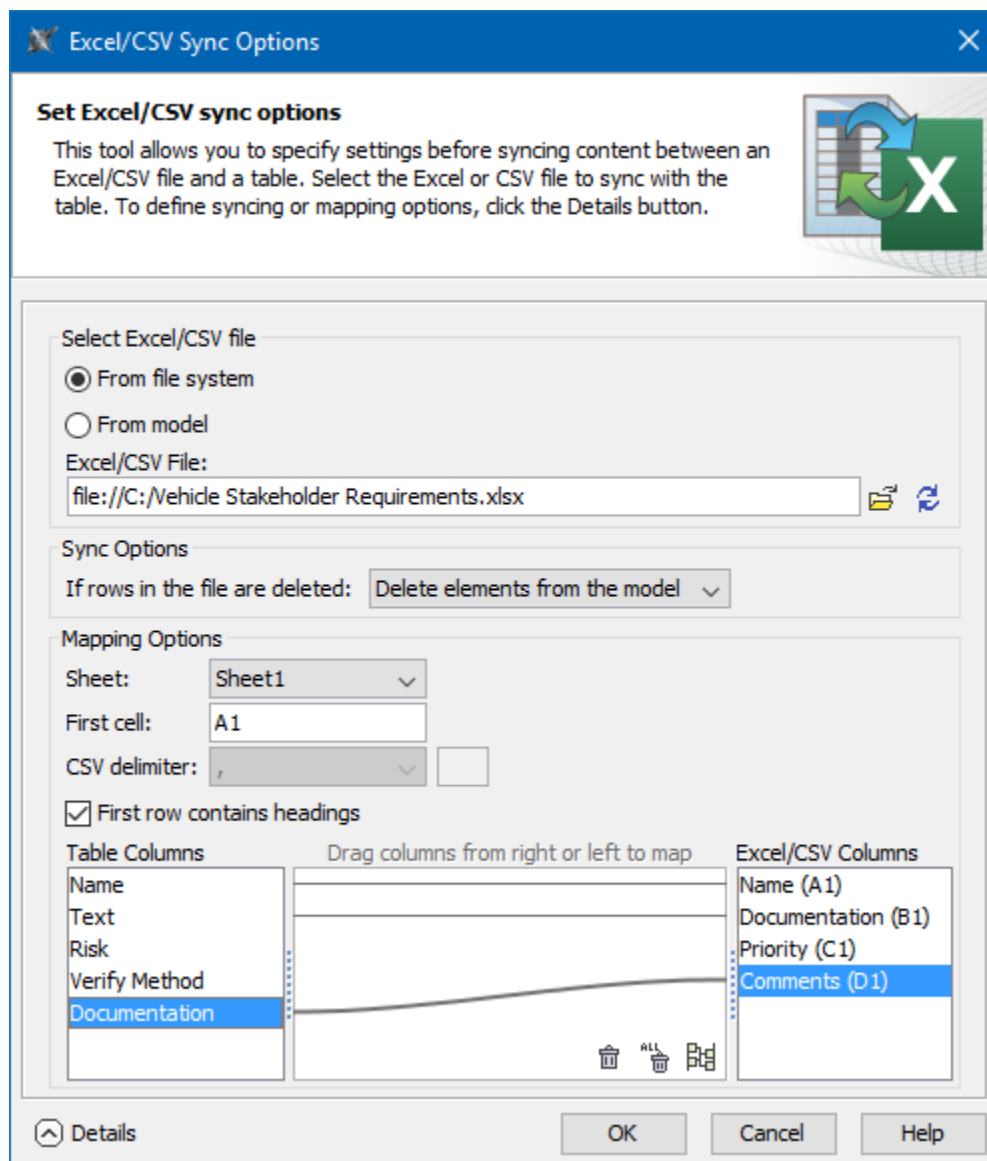 Excel/CSV Sync Options
Set Excel/CSV sync options
This tool allows you to specify settings before syncing content between an
Excel/CSV file and a table. Select the Excel or CSV file to sync with the
table. To define syncing or mapping options, click the Details button.
X
Select Excel/CSV file
From file system
From model
Excel/CSV File:
file://C:/Vehicle Stakeholder Requirements.xlsx
Sync Options
If rows in the file are deleted: Delete elements from the model
Mapping Options
Sheet: Sheet1
First cell: A1
CSV delimiter: ,
First row contains headings
Table Columns Drag columns from right or left to map Excel/CSV Columns
Name Name (A1)
Text Documentation (B1)
Risk Priority (C1)
Verify Method Comments (D1)
Documentation
ALL
Details OK Cancel Help